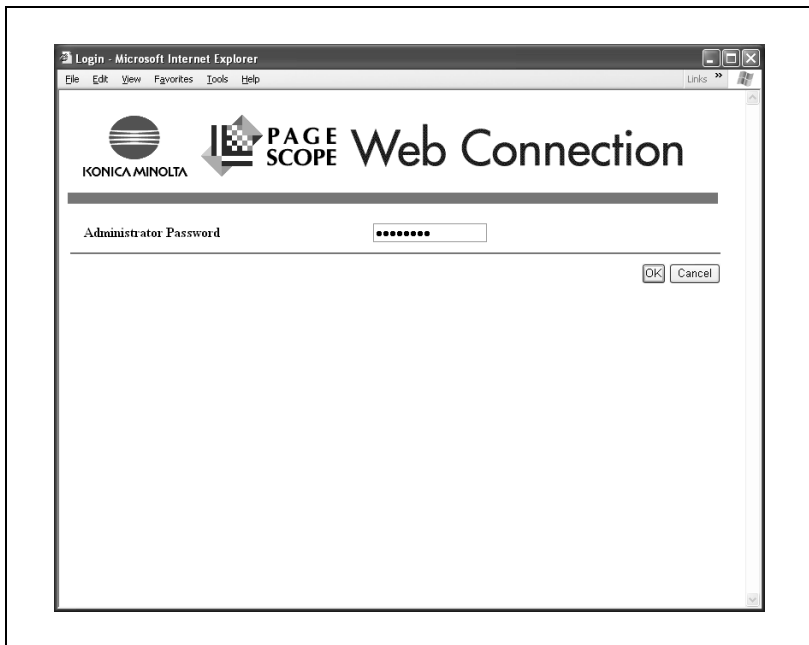 Login - Microsoft Internet Explorer
File Edit View Favorites Tools Help
Links »
KONICA MINOLTA
PAGE SCOPE Web Connection
Administrator Password
••••••••
OK Cancel